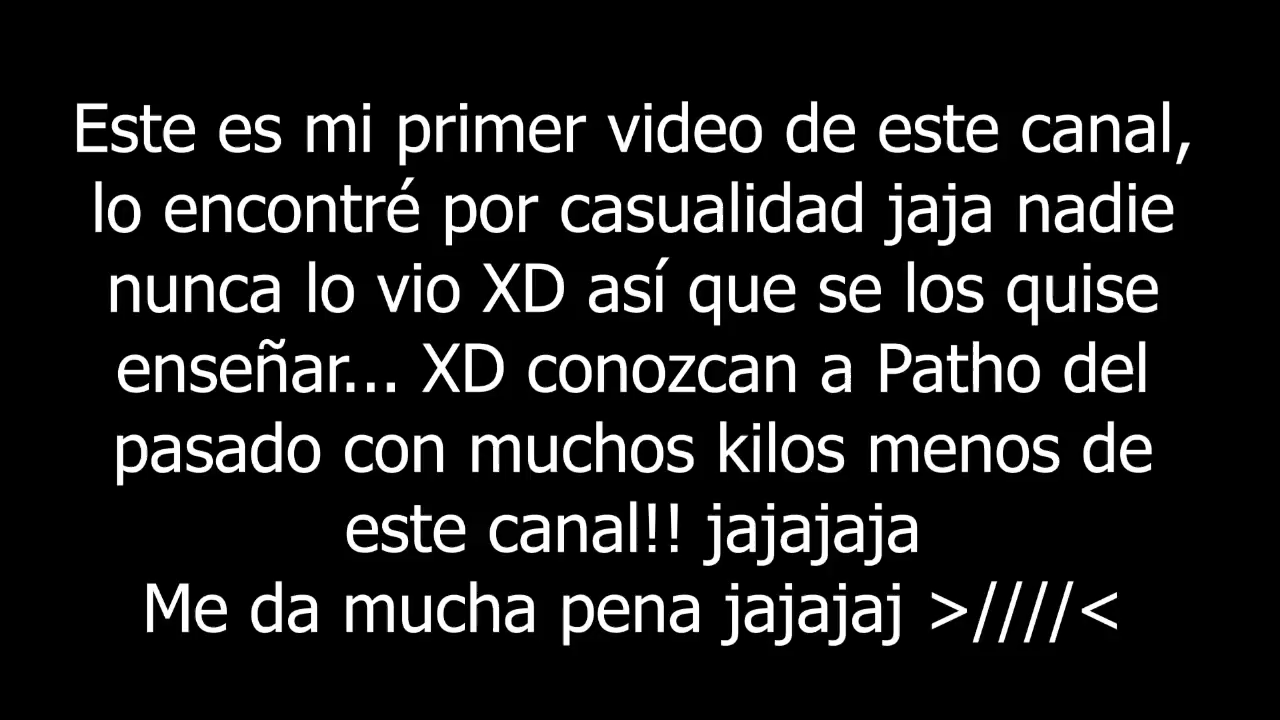 Este es mi primer video de este canal,
lo encontré por casualidad jaja nadie
nunca lo vio XD así que se los quise
enseñar... XD conozcan a Patho del
pasado con muchos kilos menos de
este canal!! jajajaja
Me da mucha pena jajajaj >////<